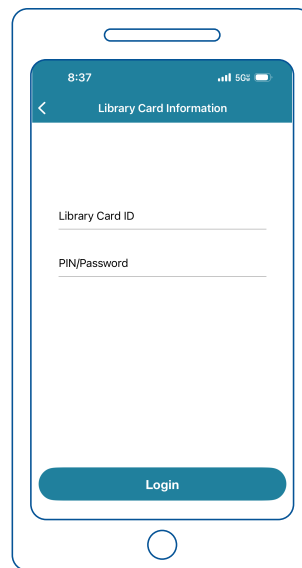 8:37 5G
Library Card Information
Library Card ID
PIN/Password
Login